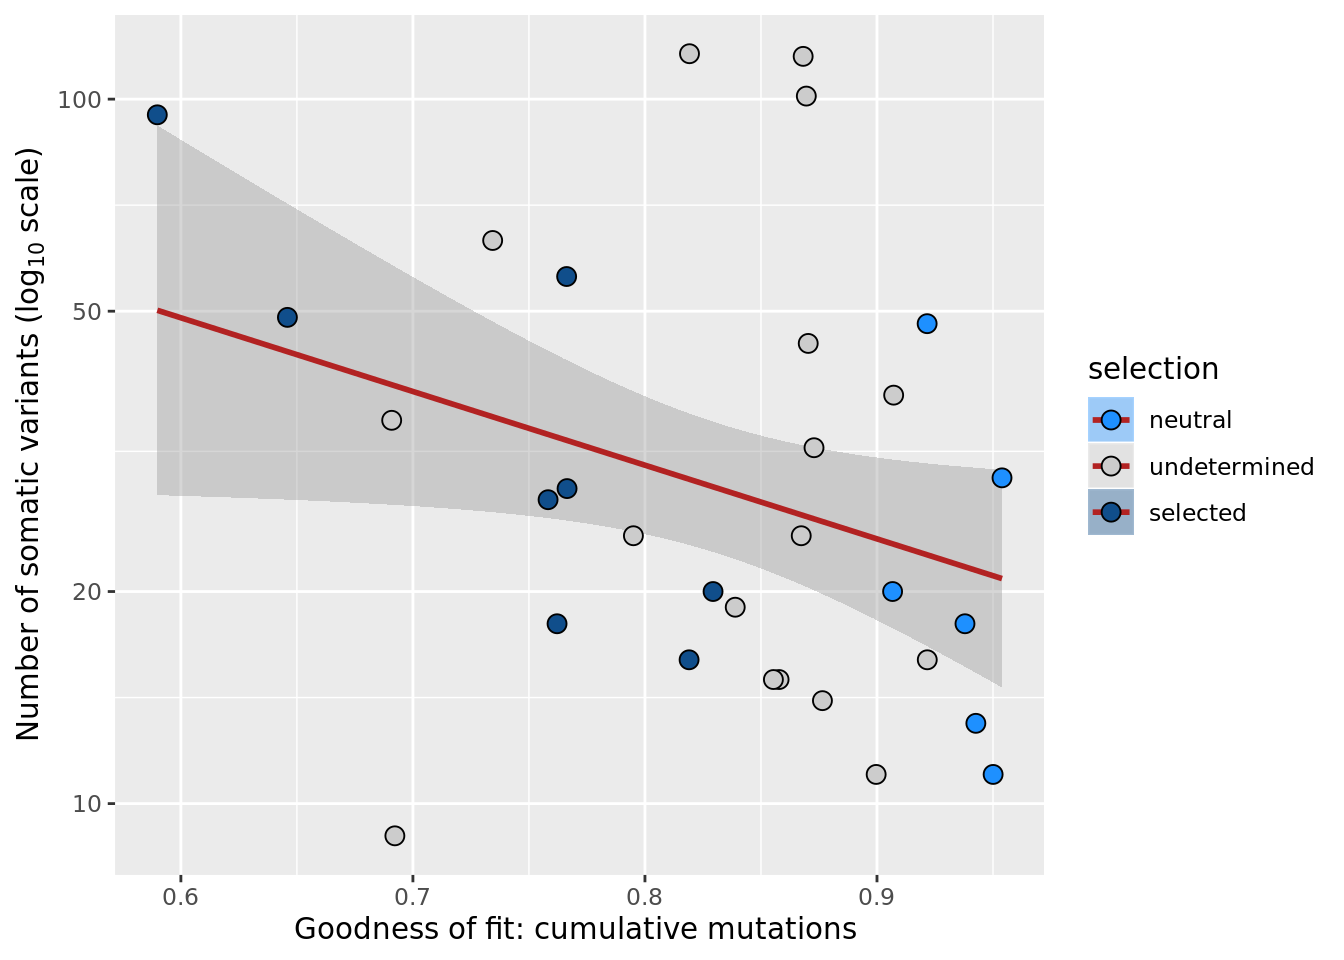 Number of somatic variants (log10 scale)
100
50
20
10
0.6
0.7
0.8
0.9
Goodness of fit: cumulative mutations
selection
neutral
undetermined
selected